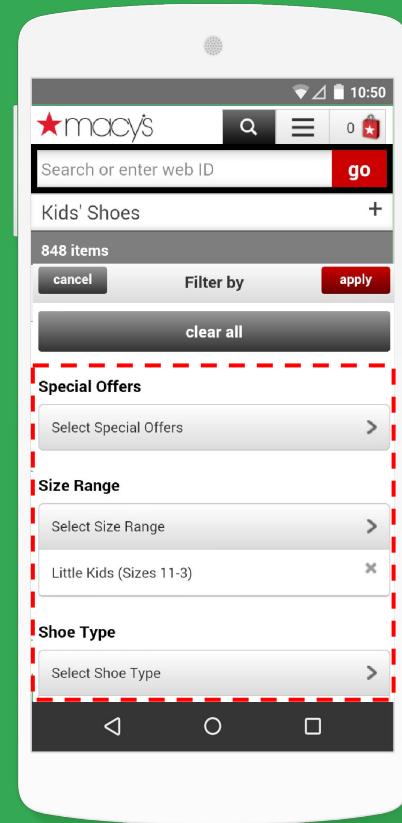 10:50
★macy's
0
Search or enter web ID
go
Kids' Shoes +
848 items
cancel
Filter by
apply
clear all
Special Offers
Select Special Offers
Size Range
Select Size Range
Little Kids (Sizes 11-3)
Shoe Type
Select Shoe Type